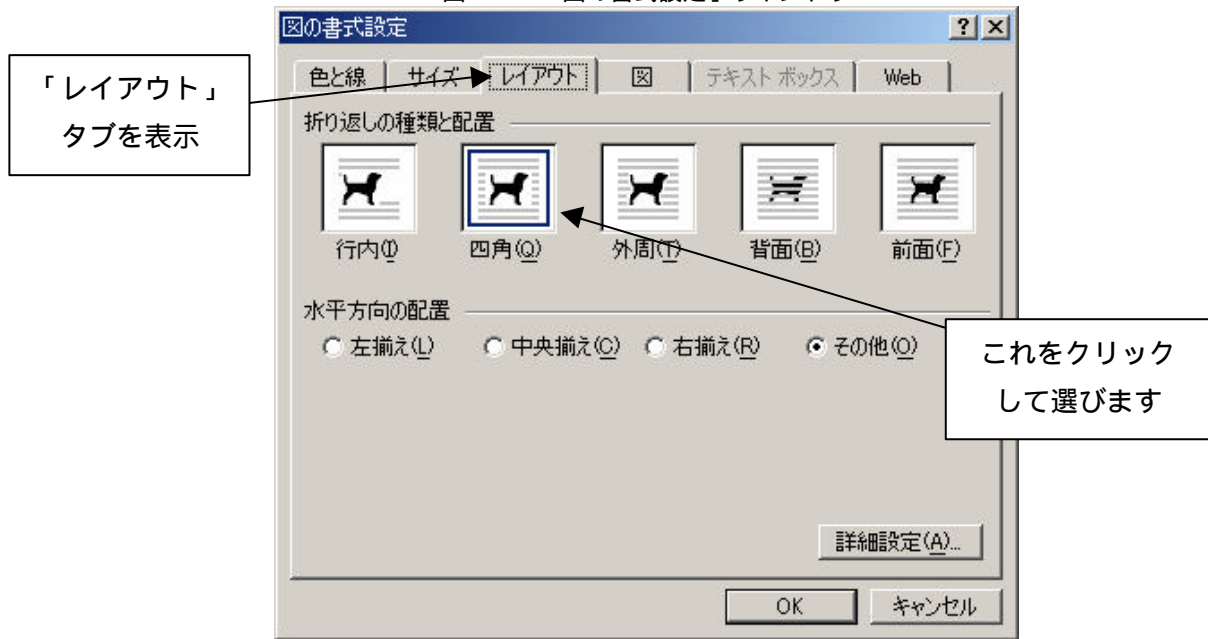 図の書式設定
色と線 サイズ レイアウト 図 テキスト ボックス Web
「レイアウト」
タブを表示
折り返しの種類と配置
行内(I) 四角(Q) 外周(T) 背面(B) 前面(F)
水平方向の配置
左揃え(L) 中央揃え(C) 右揃え(R) その他(O)
これをクリック
して選びます
詳細設定(A)...
OK キャンセル